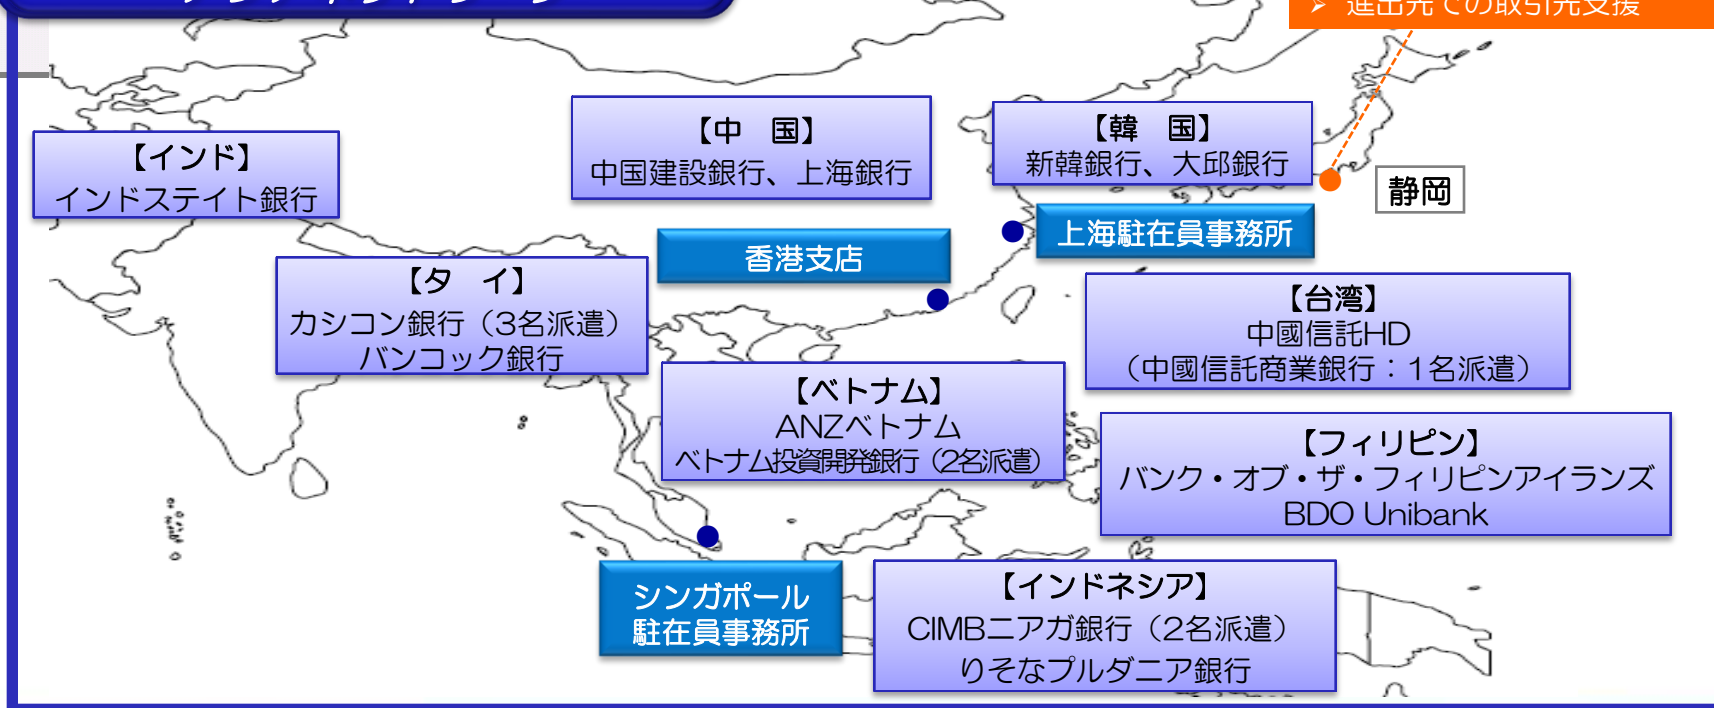 進出先での取引先支援
【中　国】
中国建設銀行、上海銀行
【韓　国】
新韓銀行、大邱銀行
【インド】
インドステイト銀行
静岡
上海駐在員事務所
香港支店
【タ　イ】
カシコン銀行（3名派遣）
バンコック銀行
【台湾】
中國信託HD
（中國信託商業銀行：1名派遣）
【ベトナム】
ANZベトナム
ベトナム投資開発銀行（2名派遣）
【フィリピン】
バンク・オブ・ザ・フィリピンアイランズ
BDO Unibank
シンガポール
駐在員事務所
【インドネシア】
CIMBニアガ銀行（2名派遣）
りそなプルダニア銀行